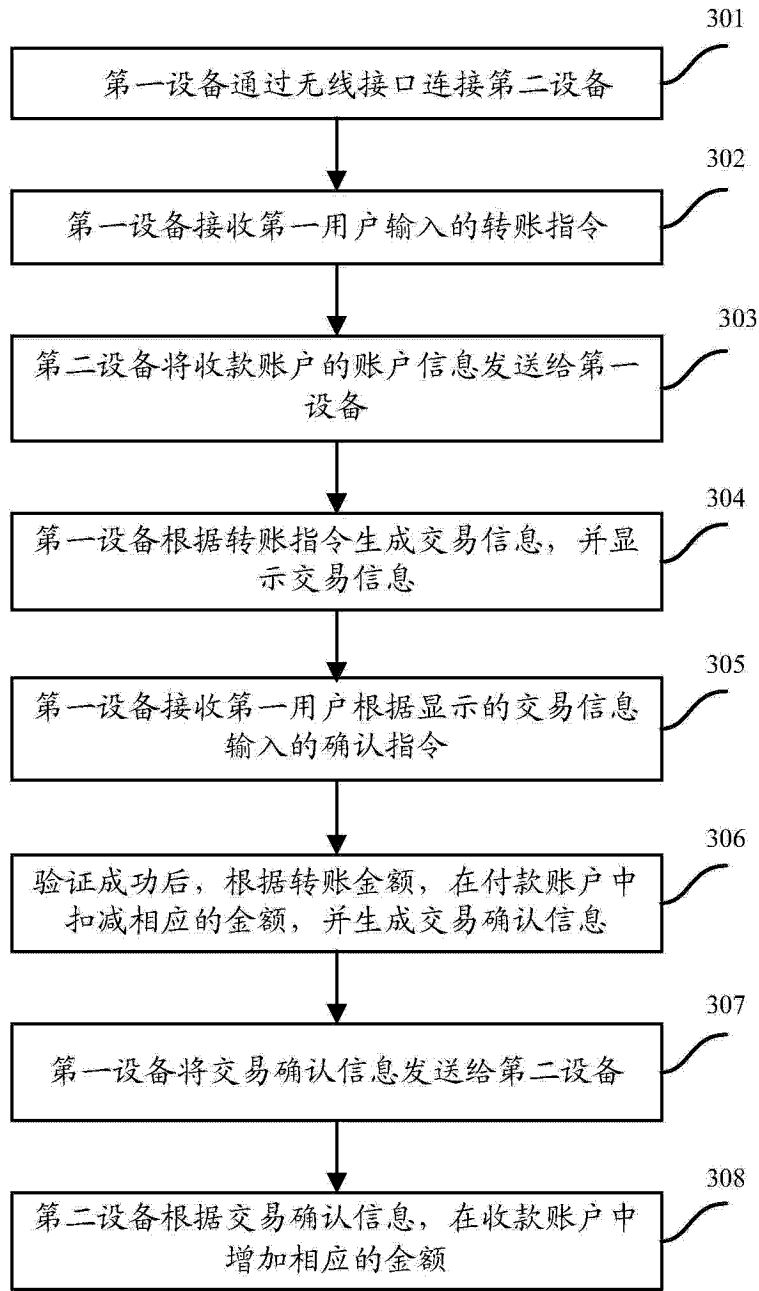 301
第一设备通过无线接口连接第二设备
302
第一设备接收第一用户输入的转账指令
303
第二设备将收款账户的账户信息发送给第一
设备
304
第一设备根据转账指令生成交易信息，并显
示交易信息
305
第一设备接收第一用户根据显示的交易信息
输入的确认指令
306
验证成功后，根据转账金额，在付款账户中
扣减相应的金额，并生成交易确认信息
307
第一设备将交易确认信息发送给第二设备
308
第二设备根据交易确认信息，在收款账户中
增加相应的金额